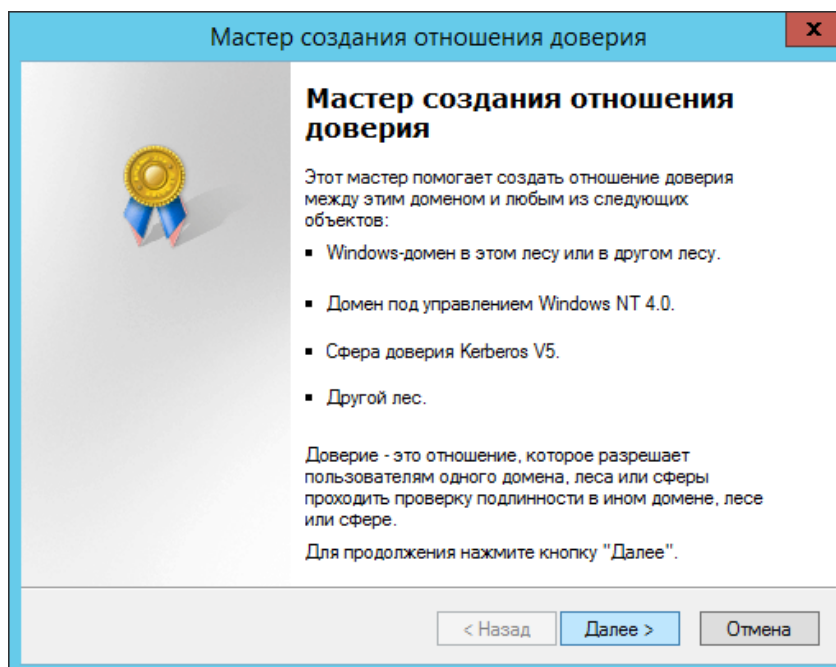 Мастер создания отношения доверия
x
Мастер создания отношения
доверия
Этот мастер помогает создать отношение доверия
между этим доменом и любым из следующих
объектов:
▪ Windows-домен в этом лесу или в другом лесу.
▪ Домен под управлением Windows NT 4.0.
▪ Сфера доверия Kerberos V5.
▪ Другой лес.
Доверие - это отношение, которое разрешает
пользователям одного домена, леса или сферы
проходить проверку подлинности в ином домене, лесе
или сфере.
Для продолжения нажмите кнопку "Далее".
< Назад Далее > Отмена